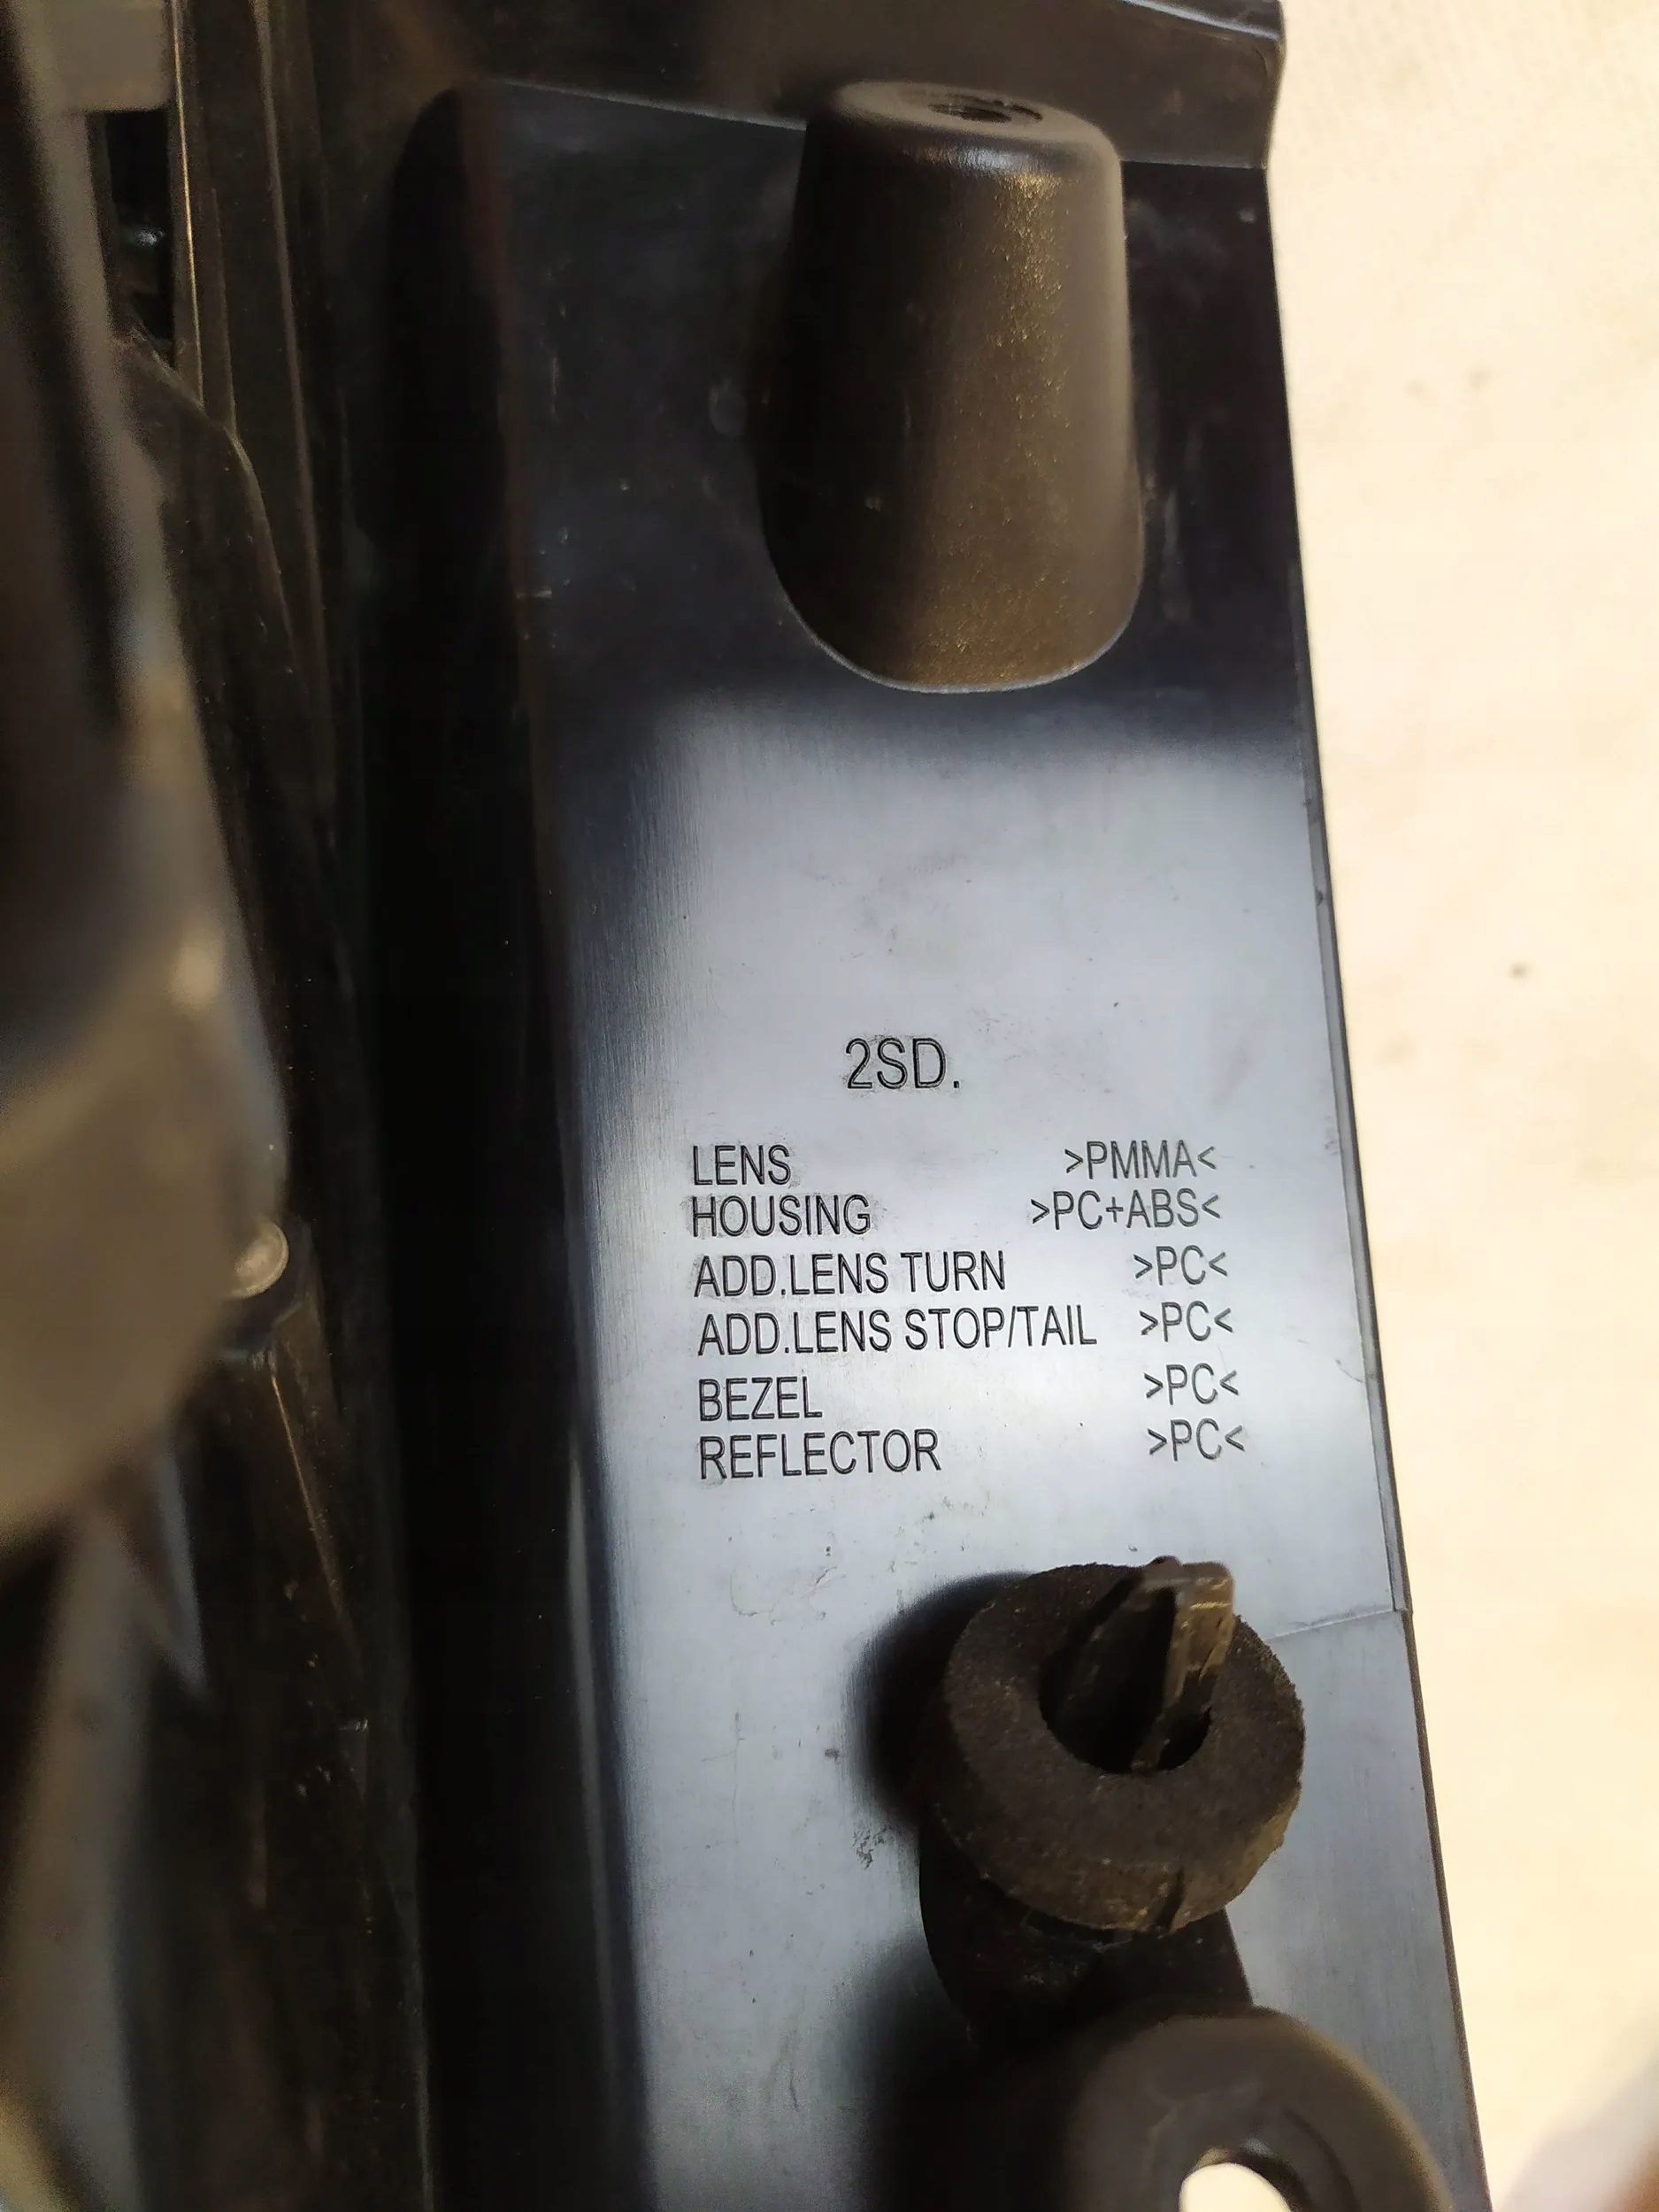 2SD.
LENS >PMMA<
HOUSING >PC+ABS<
ADD.LENS TURN >PC<
ADD.LENS STOP/TAIL >PC<
BEZEL >PC<
REFLECTOR >PC<